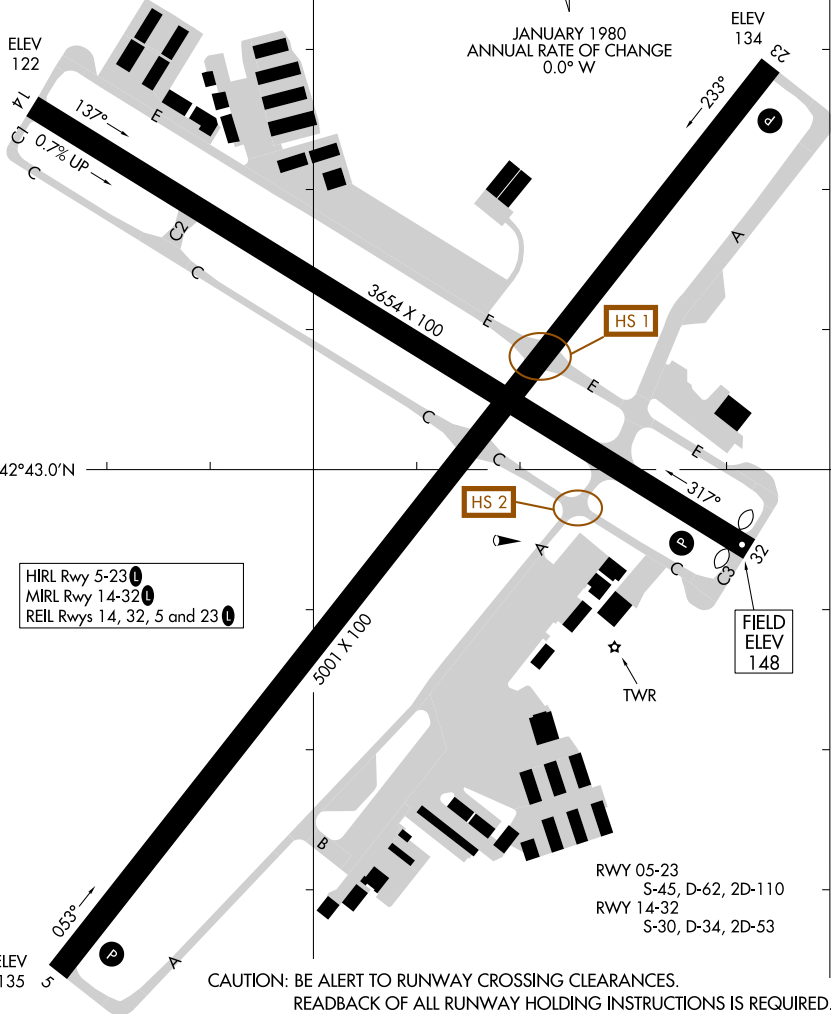 JANUARY 1980
ANNUAL RATE OF CHANGE
0.0° W
ELEV
122
ELEV
134
14
23
137°
0.7% UP
233°
E
P
C1
C
C2
C
A
3654 X 100
E
HS 1
E
C
C
E
42°43.0'N
HS 2
317°
A
P
C
C3
32
HIRL Rwy 5-23 L
MIRL Rwy 14-32 L
REIL Rwys 14, 32, 5 and 23 L
FIELD
ELEV
148
5001 X 100
TWR
B
RWY 05-23
S-45, D-62, 2D-110
RWY 14-32
S-30, D-34, 2D-53
053°
P
A
ELEV
135
5
CAUTION: BE ALERT TO RUNWAY CROSSING CLEARANCES.
READBACK OF ALL RUNWAY HOLDING INSTRUCTIONS IS REQUIRED.